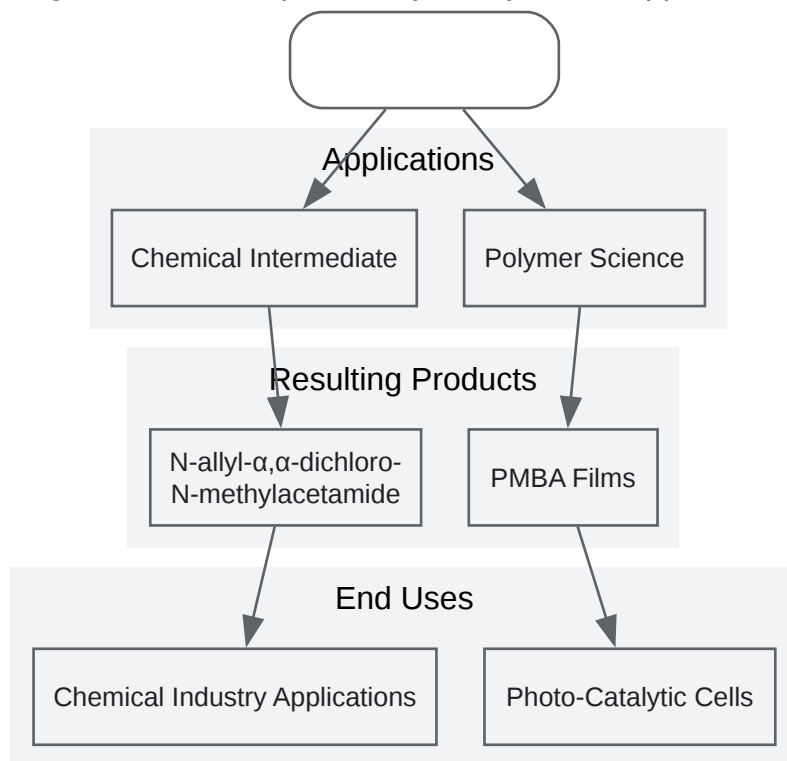 Applications
Chemical Intermediate
Polymer Science
Resulting Products
N-allyl-α,α-dichloro-
N-methylacetamide
PMBA Films
End Uses
Chemical Industry Applications
Photo-Catalytic Cells